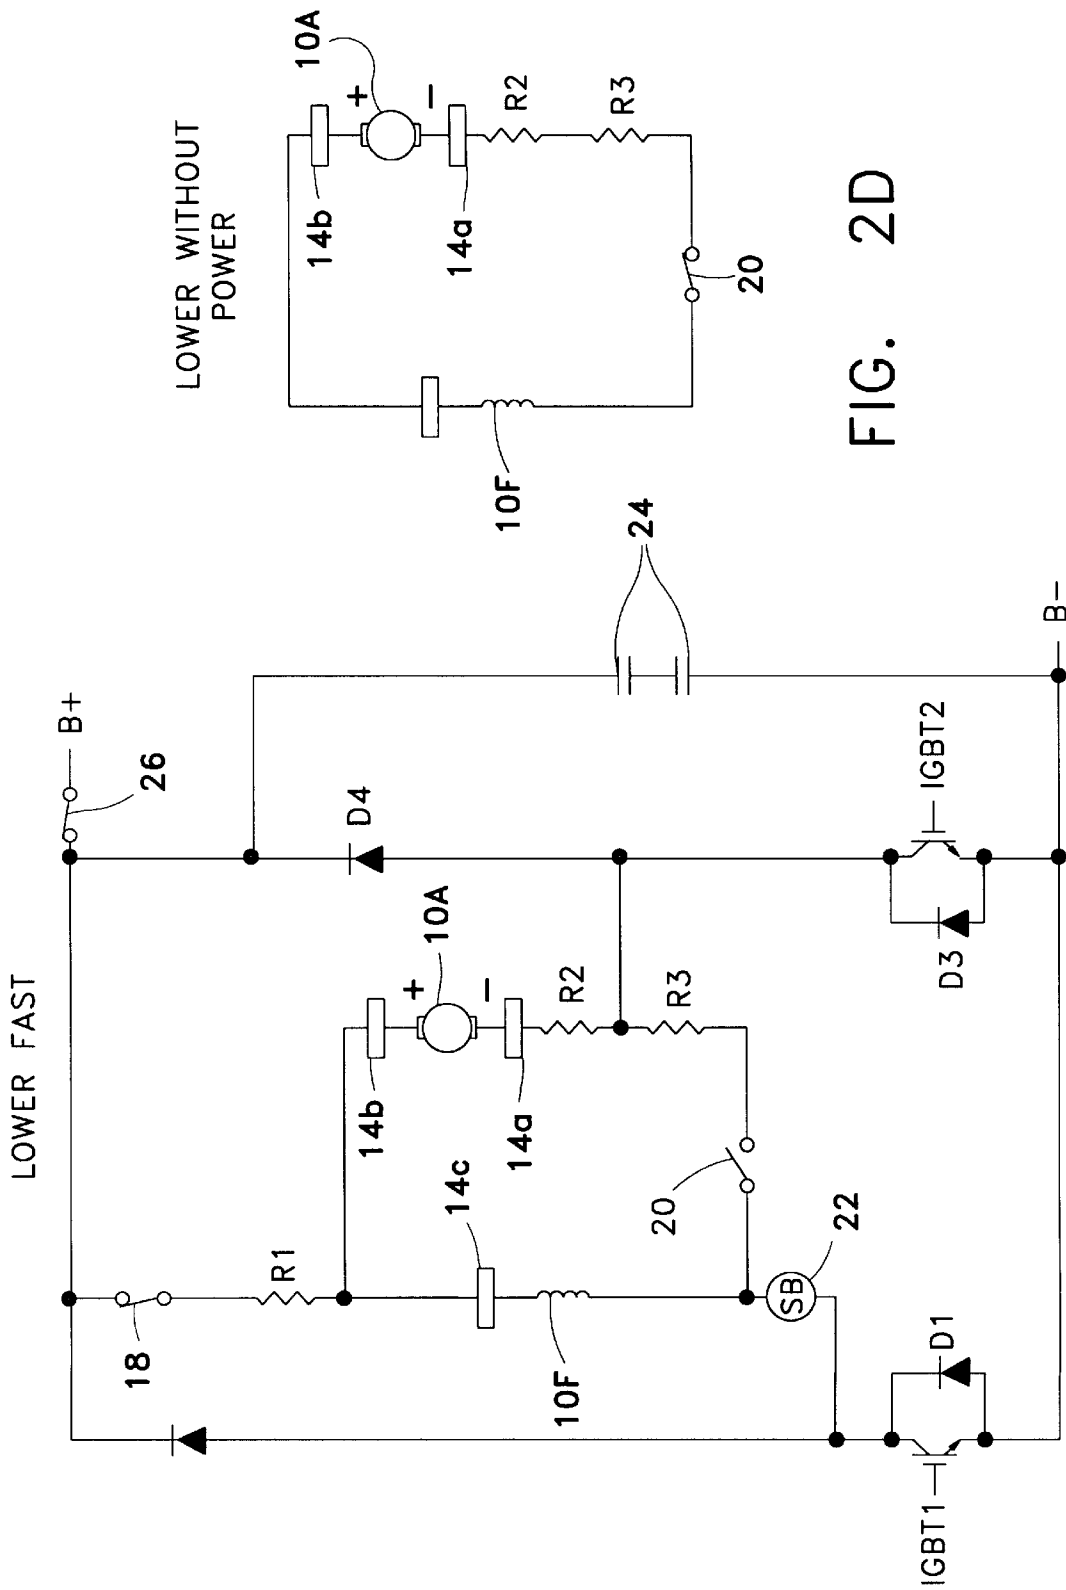 LOWER FAST
B+
26
18
R1
14b
+
10A
-
14a
R2
R3
14c
10F
20
SB
22
D4
24
IGBT1
D1
D3
IGBT2
B-
LOWER WITHOUT
POWER
14b
+
10A
-
14a
R2
R3
10F
20
FIG. 2D